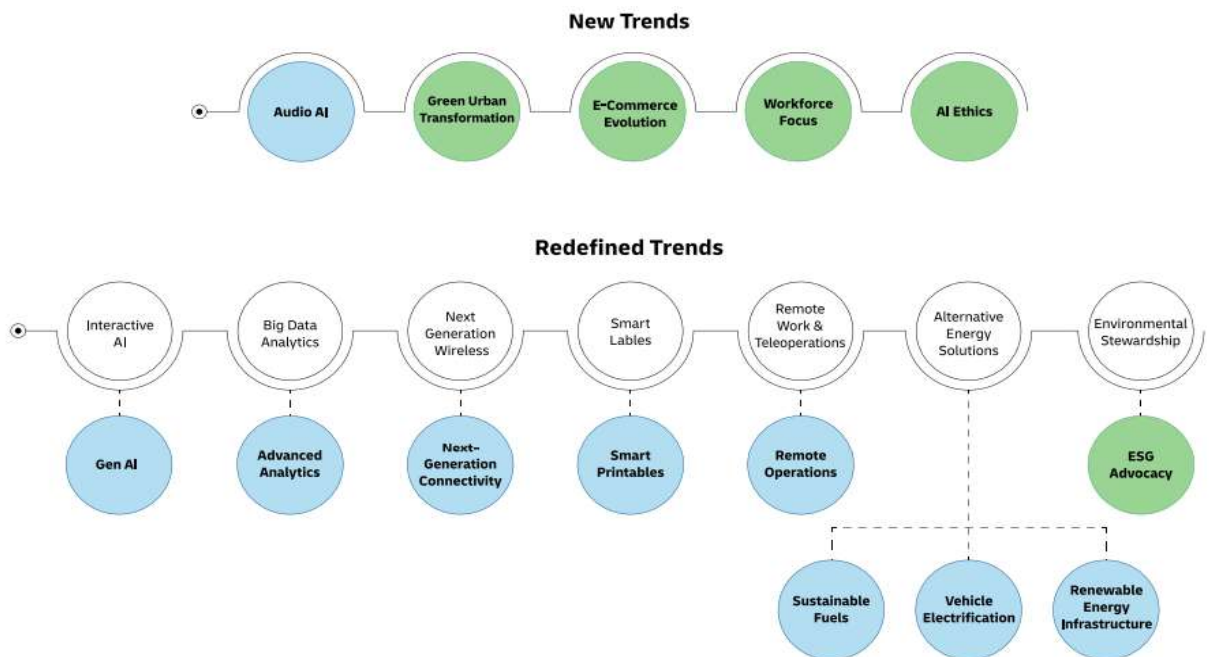 New Trends
Audio AI
Green Urban
Transformation
E-Commerce
Evolution
Workforce
Focus
AI Ethics
Redefined Trends
Interactive
AI
Big Data
Analytics
Next
Generation
Wireless
Smart
Lables
Remote
Work &
Teleoperations
Alternative
Energy
Solutions
Environmental
Stewardship
Gen AI
Advanced
Analytics
Next-
Generation
Connectivity
Smart
Printables
Remote
Operations
ESG
Advocacy
Sustainable
Fuels
Vehicle
Electrification
Renewable
Energy
Infrastructure